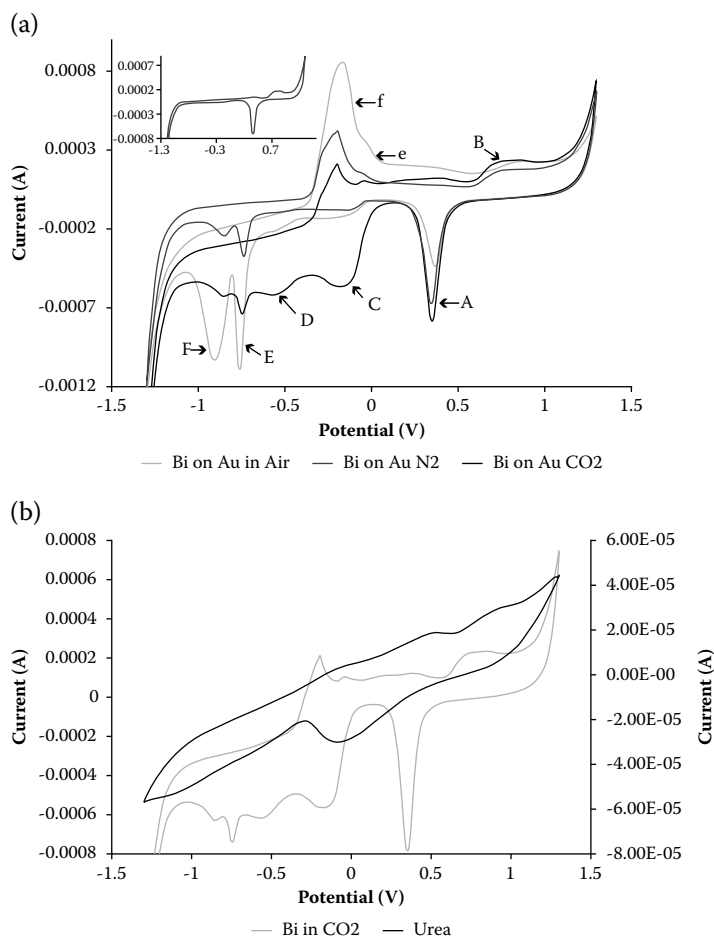 (a)
0.0008
0.0003
-0.0002
-0.0007
-0.0012
Current (A)
0.0007
0.0002
-0.0003
-0.0008
-1.3 -0.3 0.7
f
e
B
A
C
D
E
F
-1.5 -1 -0.5 0 0.5 1 1.5
Potential (V)
Bi on Au in Air Bi on Au N2 Bi on Au CO2
(b)
0.0008
0.0006
0.0004
0.0002
0
-0.0002
-0.0004
-0.0006
-0.0008
Current (A)
6.00E-05
4.00E-05
2.00E-05
0.00E-00
-2.00E-05
-4.00E-05
-6.00E-05
-8.00E-05
Current (A)
-1.5 -1 -0.5 0 0.5 1 1.5
Potential (V)
Bi in CO2 Urea